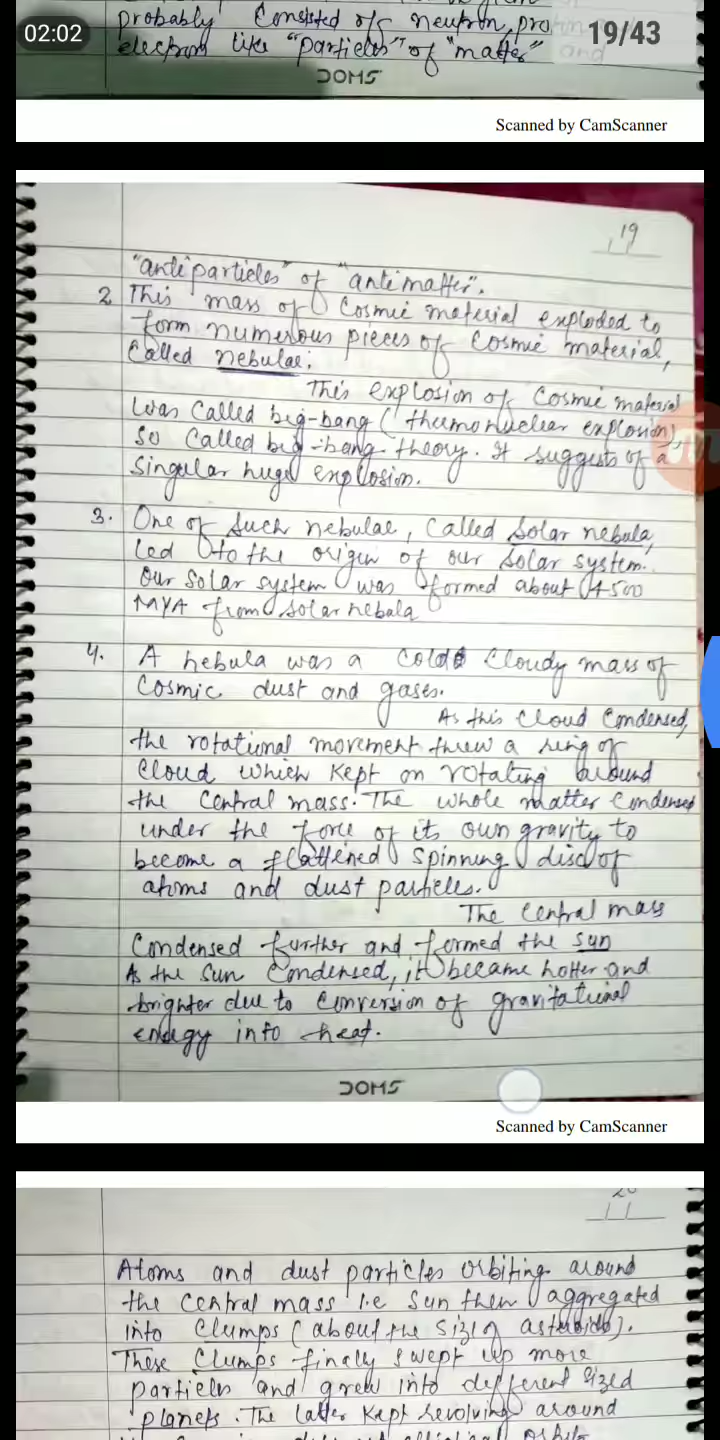 probably consisted of neutron, proton
02:02
19/43
electron like "particles" of "matter" and
DOMS
Scanned by CamScanner
19
"antiparticles" of "antimatter".
2 This mass of cosmic material exploded to
form numerous pieces of cosmic material,
called nebulae.
This explosion of cosmic material
was called big-bang (thumonuclear explosion),
so called big-bang theory. It suggests of a
singular huge explosion.
3. One of such nebulae, called solar nebula,
led to the origin of our solar system.
Our solar system was formed about 4500
MYA from solar nebula
4. A nebula was a cold cloudy mass of
cosmic dust and gases.
As this cloud condensed,
the rotational movement threw a ring of
cloud which kept on rotating around
the central mass. The whole matter condensed
under the force of its own gravity to
become a flattened spinning disc of
atoms and dust particles.
The central mass
condensed further and formed the sun
As the sun condensed, it became hotter and
brighter due to conversion of gravitational
energy into heat.
DOMS
Scanned by CamScanner
20
Atoms and dust particles orbiting around
the central mass i.e sun then aggregated
into clumps (about the size of asteroids).
These clumps finally swept up more
particles and grew into different sized
planets. The latter kept revolving around